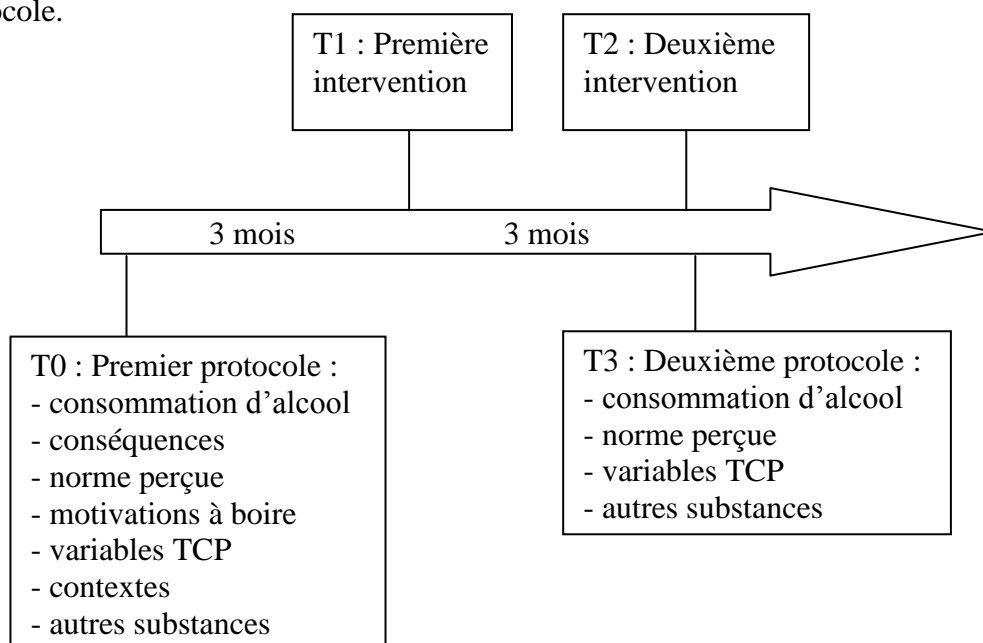 ocole.
T1 : Première
intervention
T2 : Deuxième
intervention
3 mois
3 mois
T0 : Premier protocole :
- consommation d’alcool
- conséquences
- norme perçue
- motivations à boire
- variables TCP
- contextes
- autres substances
T3 : Deuxième protocole :
- consommation d’alcool
- norme perçue
- variables TCP
- autres substances